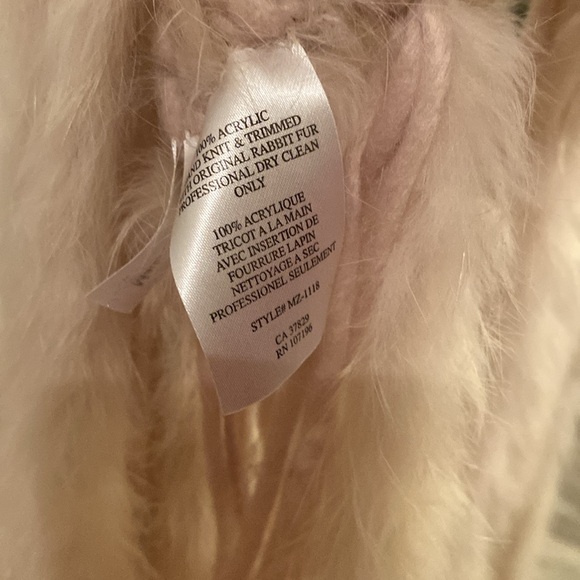 100% ACRYLIC
HAND KNIT & TRIMMED
WITH ORIGINAL RABBIT FUR
PROFESSIONAL DRY CLEAN
ONLY
100% ACRYLIQUE
TRICOT A LA MAIN
AVEC INSERTION DE
FOURRURE LAPIN
NETTOYAGE A SEC
PROFESSIONEL SEULEMENT
STYLE# MZ-1118
CA 37829
RN 107196